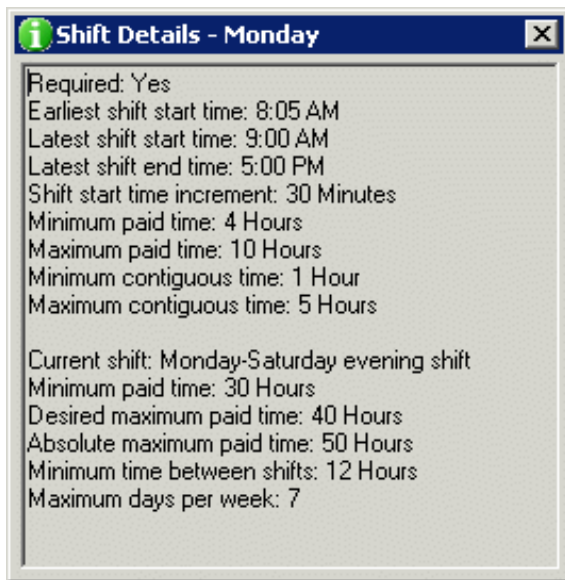 Shift Details - Monday
Required: Yes
Earliest shift start time: 8:05 AM
Latest shift start time: 9:00 AM
Latest shift end time: 5:00 PM
Shift start time increment: 30 Minutes
Minimum paid time: 4 Hours
Maximum paid time: 10 Hours
Minimum contiguous time: 1 Hour
Maximum contiguous time: 5 Hours
Current shift: Monday-Saturday evening shift
Minimum paid time: 30 Hours
Desired maximum paid time: 40 Hours
Absolute maximum paid time: 50 Hours
Minimum time between shifts: 12 Hours
Maximum days per week: 7